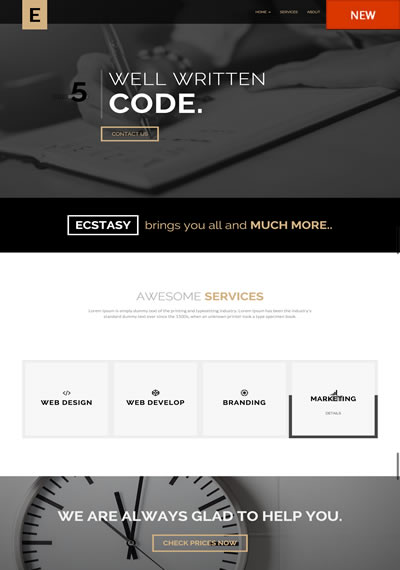 E
HOME
SERVICES
ABOUT
NEW
5
WELL WRITTEN
CODE.
CONTACT US
ECSTASY brings you all and MUCH MORE..
AWESOME SERVICES
Lorem Ipsum is simply dummy text of the printing and typesetting industry. Lorem Ipsum has been the industry's
standard dummy text ever since the 1500s, when an unknown printer took a type specimen book.
WEB DESIGN
WEB DEVELOP
BRANDING
MARKETING
DETAILS
WE ARE ALWAYS GLAD TO HELP YOU.
CHECK PRICES NOW